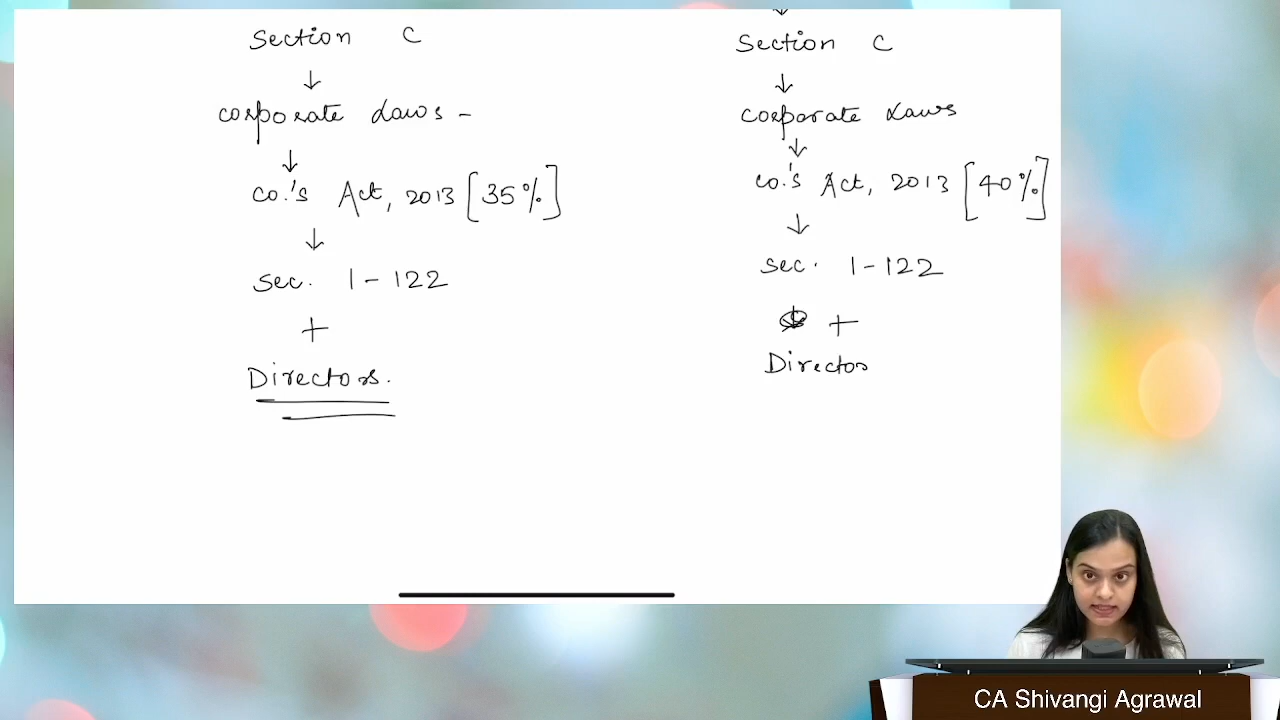 Section C
↓
Corporate Laws -
↓
Co.'s Act, 2013 [35%]
↓
Sec. 1-122
+
Directors.
Section C
↓
Corporate Laws
↓
Co.'s Act, 2013 [40%]
↓
Sec. 1-122
+
Director
CA Shivangi Agrawal